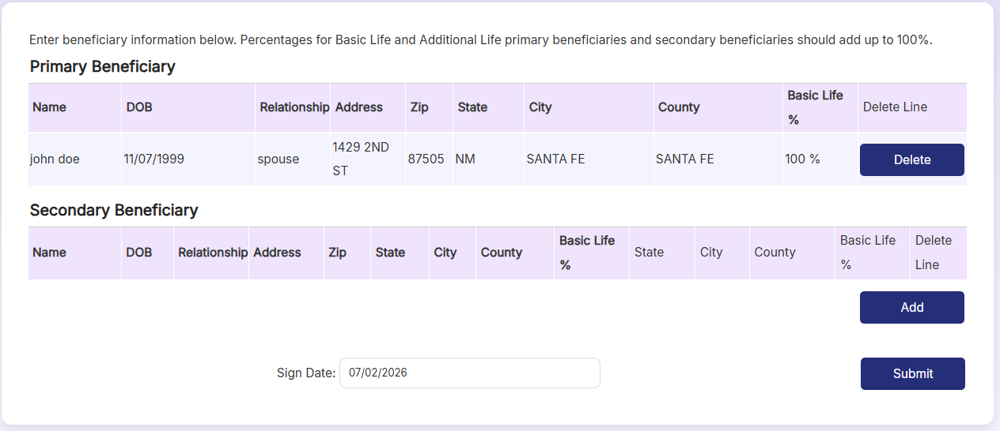 Enter beneficiary information below. Percentages for Basic Life and Additional Life primary beneficiaries and secondary beneficiaries should add up to 100%.
Primary Beneficiary
Name DOB Relationship Address Zip State City County Basic Life % Delete Line
john doe 11/07/1999 spouse 1429 2ND ST 87505 NM SANTA FE SANTA FE 100 % Delete
Secondary Beneficiary
Name DOB Relationship Address Zip State City County Basic Life % State City County Basic Life % Delete Line
Add
Sign Date: 07/02/2026 Submit